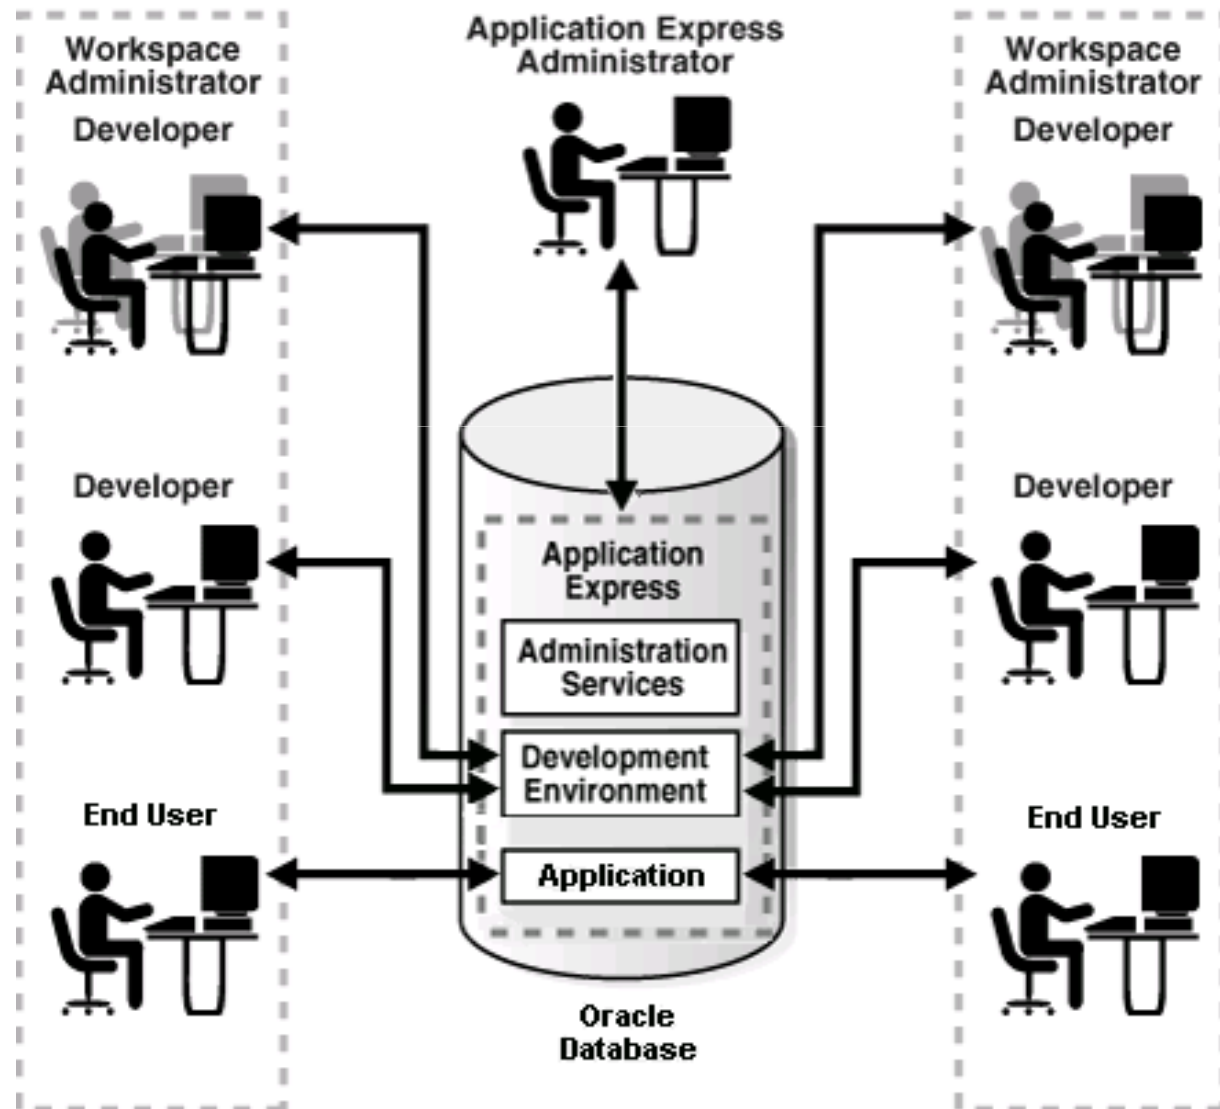 Workspace
Administrator
Developer
Developer
End User
Application Express
Administrator
Application
Express
Administration
Services
Development
Environment
Application
Oracle
Database
Workspace
Administrator
Developer
Developer
End User